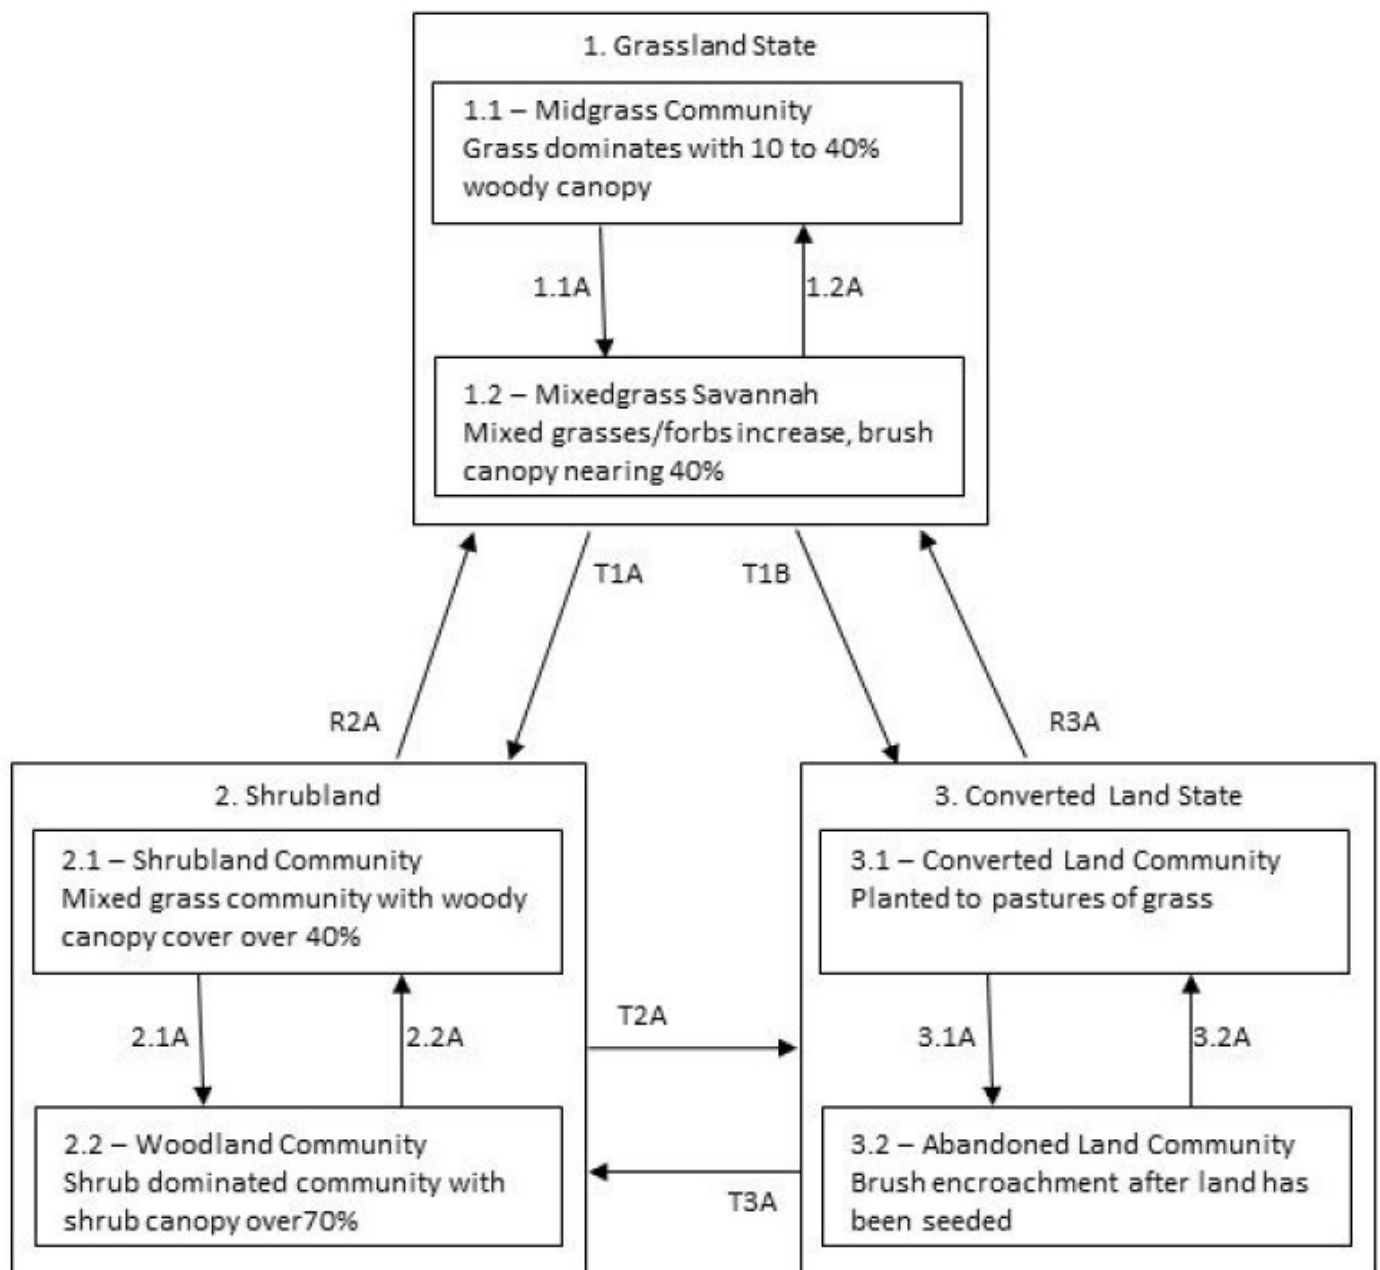 1. Grassland State
1.1 – Midgrass Community
Grass dominates with 10 to 40%
woody canopy
1.1A
1.2A
1.2 – Mixedgrass Savannah
Mixed grasses/forbs increase, brush
canopy nearing 40%
T1A
T1B
R2A
R3A
2. Shrubland
2.1 – Shrubland Community
Mixed grass community with woody
canopy cover over 40%
2.1A
2.2A
2.2 – Woodland Community
Shrub dominated community with
shrub canopy over70%
T2A
T3A
3. Converted Land State
3.1 – Converted Land Community
Planted to pastures of grass
3.1A
3.2A
3.2 – Abandoned Land Community
Brush encroachment after land has
been seeded